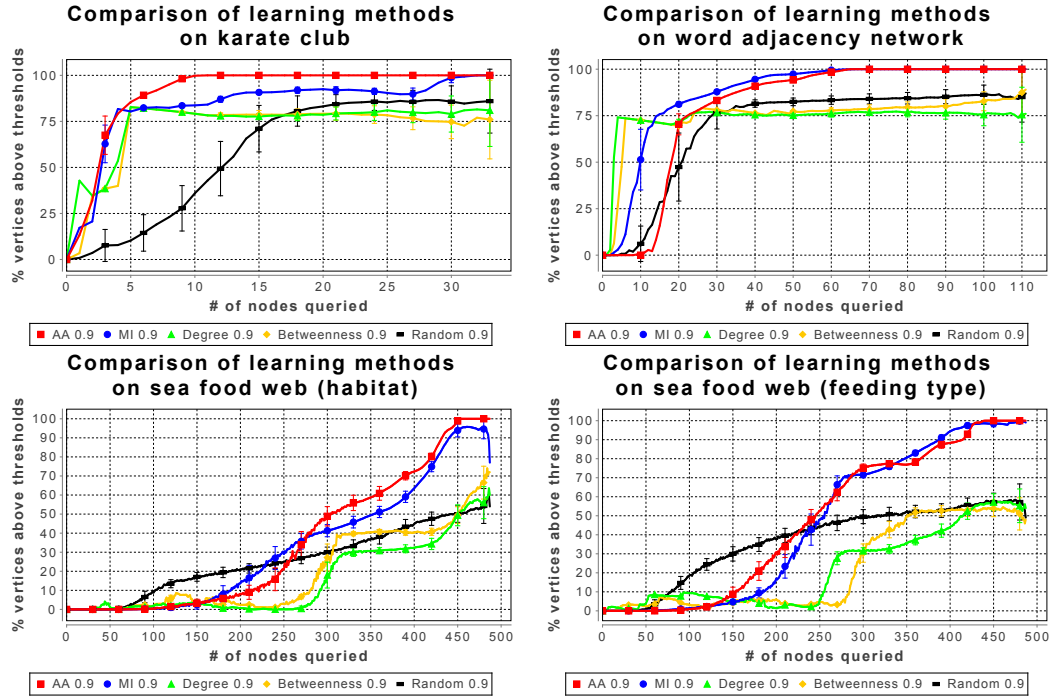 Comparison of learning methods
on karate club
% vertices above thresholds
100
75
50
25
0
0 5 10 15 20 25 30
# of nodes queried
AA 0.9 MI 0.9 Degree 0.9 Betweenness 0.9 Random 0.9
Comparison of learning methods
on word adjacency network
% vertices above thresholds
100
75
50
25
0
0 10 20 30 40 50 60 70 80 90 100 110
# of nodes queried
AA 0.9 MI 0.9 Degree 0.9 Betweenness 0.9 Random 0.9
Comparison of learning methods
on sea food web (habitat)
% vertices above thresholds
100
90
80
70
60
50
40
30
20
10
0
0 50 100 150 200 250 300 350 400 450 500
# of nodes queried
AA 0.9 MI 0.9 Degree 0.9 Betweenness 0.9 Random 0.9
Comparison of learning methods
on sea food web (feeding type)
% vertices above thresholds
100
90
80
70
60
50
40
30
20
10
0
0 50 100 150 200 250 300 350 400 450 500
# of nodes queried
AA 0.9 MI 0.9 Degree 0.9 Betweenness 0.9 Random 0.9